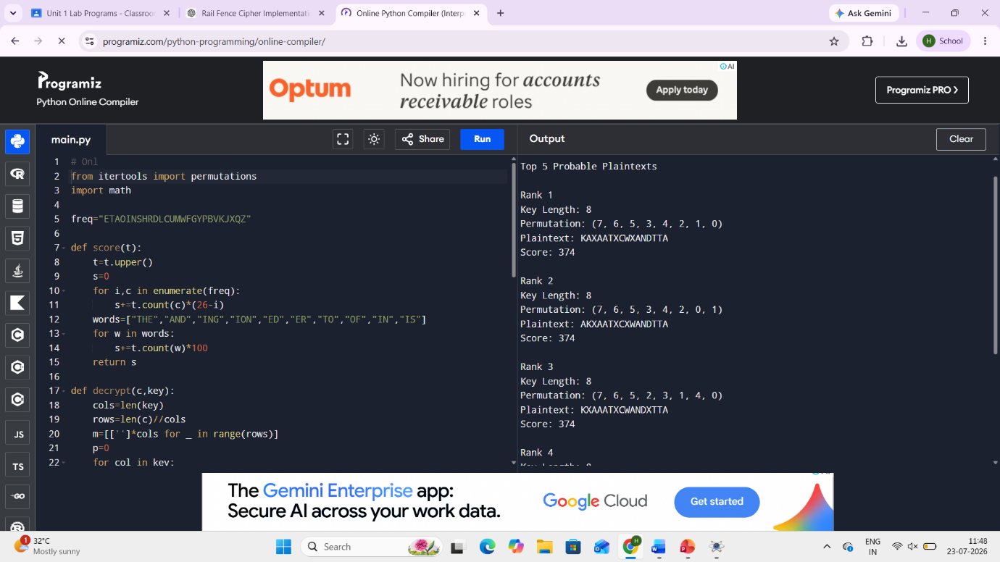 Unit 1 Lab Programs - Classroo
Rail Fence Cipher Implementati
Online Python Compiler (Interp
Ask Gemini
programiz.com/python-programming/online-compiler/
H School
Programiz
Python Online Compiler
Optum
Now hiring for accounts
receivable roles
Apply today
AI
Programiz PRO
main.py
Share
Run
Output
Clear
1 # Onl
2 from itertools import permutations
3 import math
4
5 freq="ETAOINSHRDLCUMWFGYPBVKJXQZ"
6
7 def score(t):
8 t=t.upper()
9 s=0
10 for i,c in enumerate(freq):
11 s+=t.count(c)*(26-i)
12 words=["THE","AND","ING","ION","ED","ER","TO","OF","IN","IS"]
13 for w in words:
14 s+=t.count(w)*100
15 return s
16
17 def decrypt(c,key):
18 cols=len(key)
19 rows=len(c)//cols
20 m=[['']*cols for _ in range(rows)]
21 p=0
22 for col in key:
Top 5 Probable Plaintexts
Rank 1
Key Length: 8
Permutation: (7, 6, 5, 3, 4, 2, 1, 0)
Plaintext: KAXAATXCWXANDTTA
Score: 374
Rank 2
Key Length: 8
Permutation: (7, 6, 5, 3, 4, 2, 0, 1)
Plaintext: AKXAATXCXWANDTTA
Score: 374
Rank 3
Key Length: 8
Permutation: (7, 6, 5, 2, 3, 1, 4, 0)
Plaintext: KXAAATXCWANDXTTA
Score: 374
Rank 4
JS
TS
GO
The Gemini Enterprise app:
Secure AI across your work data.
Google Cloud
Get started
1
32°C
Mostly sunny
Search
ENG
IN
11:48
23-07-2026